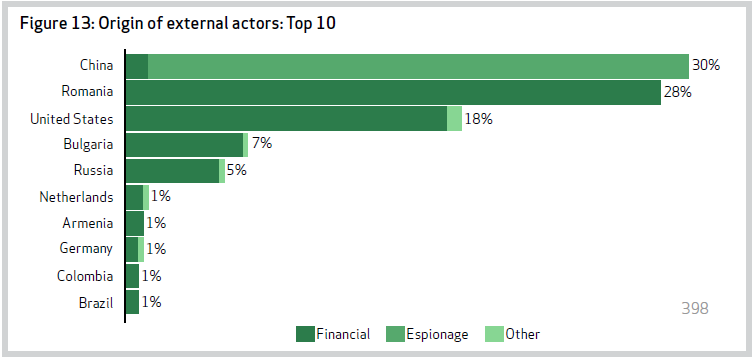 Figure 13: Origin of external actors: Top 10
China 30%
Romania 28%
United States 18%
Bulgaria 7%
Russia 5%
Netherlands 1%
Armenia 1%
Germany 1%
Colombia 1%
Brazil 1%
398
Financial Espionage Other